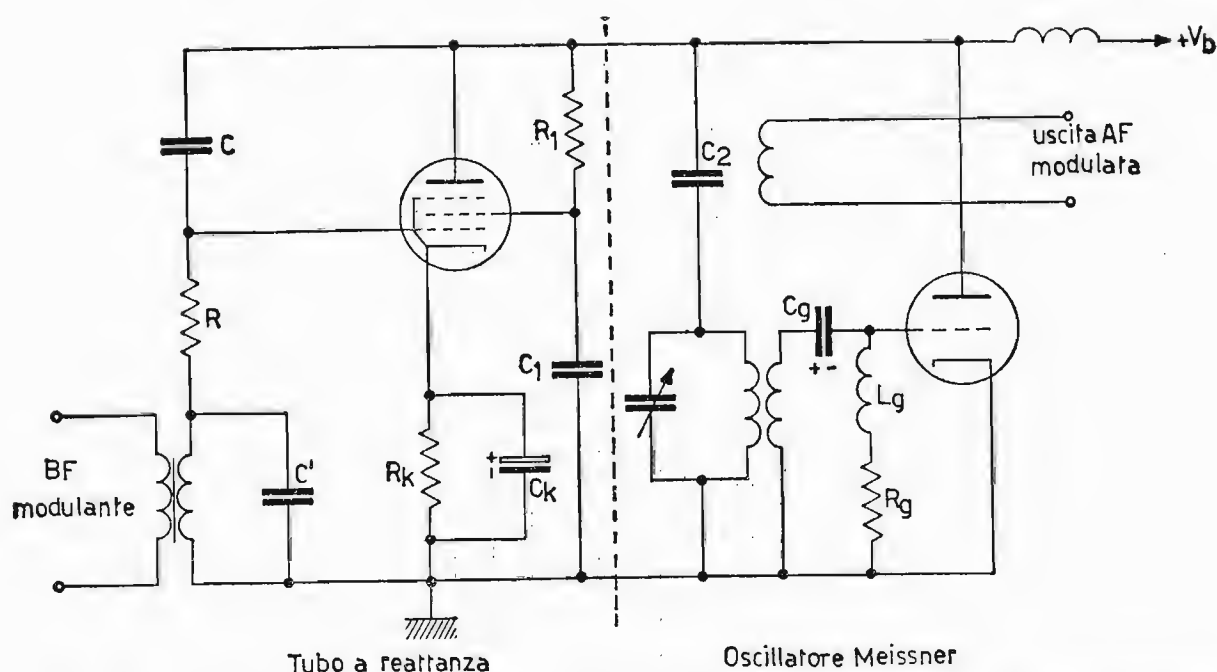 +Vb
C
R1
C2
uscita AF
modulata
R
Cg
+ -
C1
Lg
BF
modulante
C'
Rk
+
-
Ck
Rg
Tubo a reattanza
Oscillatore Meissner